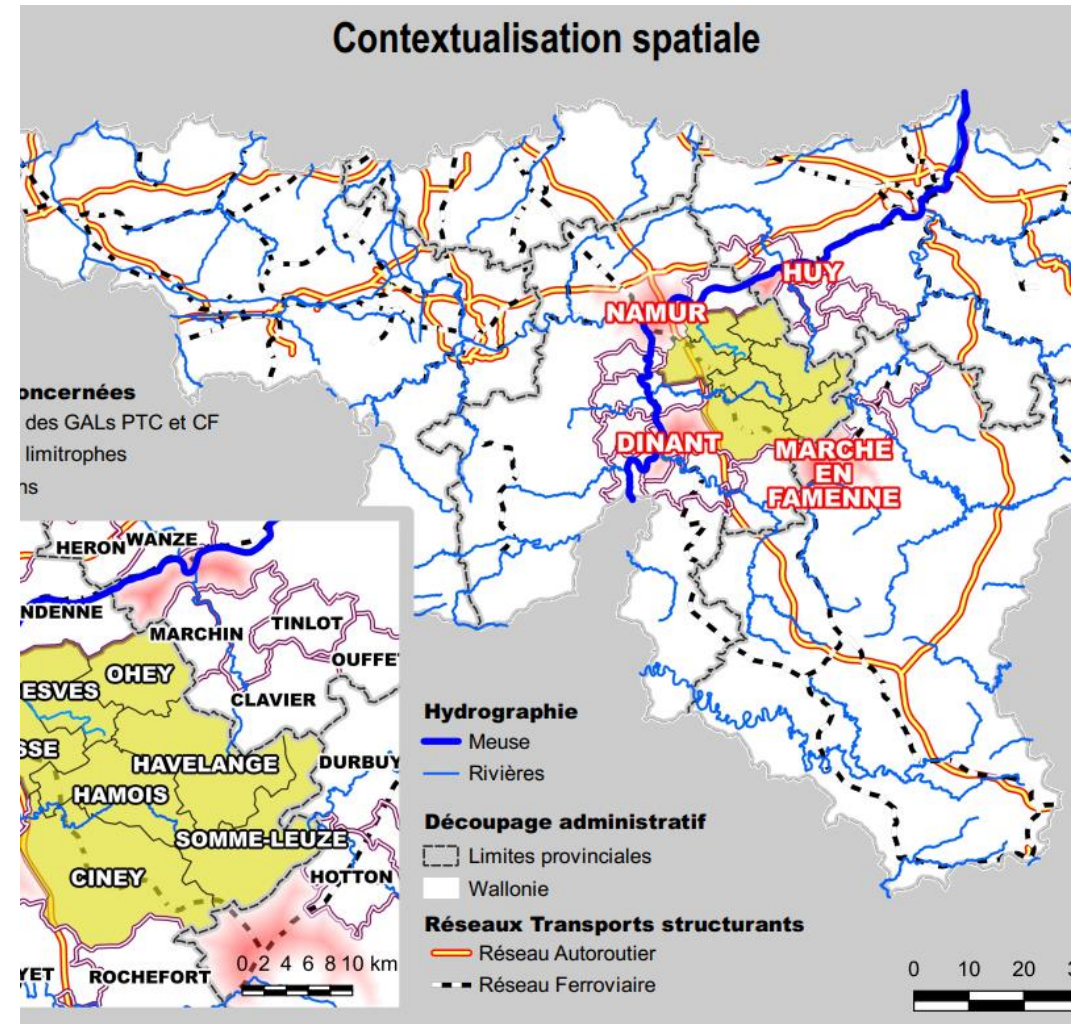 Contextualisation spatiale
HUY
NAMUR
DINANT
MARCHE
EN
FAMENNE
oncernées
des GALs PTC et CF
limitrophes
ns
HERON
WANZE
NDENNE
MARCHIN
TINLOT
OUFFET
OHEY
ESVES
CLAVIER
SSE
HAVELANGE
DURBUY
HAMOIS
SOMME-LEUZE
CINEY
HOTTON
YET
ROCHEFORT
0 2 4 6 8 10 km
Hydrographie
Meuse
Rivières
Découpage administratif
Limites provinciales
Wallonie
Réseaux Transports structurants
Réseau Autoroutier
Réseau Ferroviaire
0 10 20 3